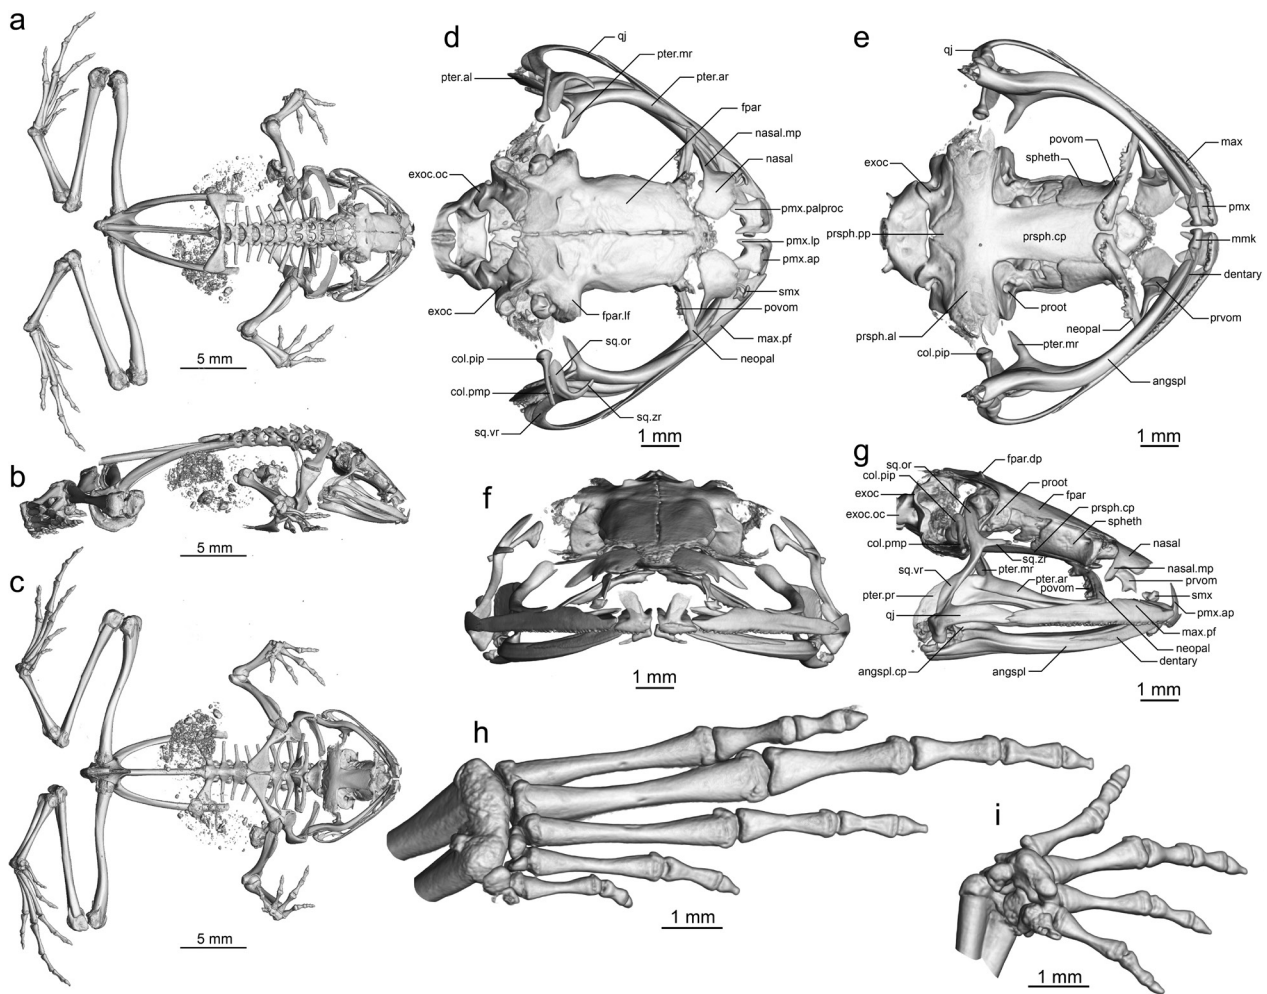 a
5 mm
b
5 mm
c
5 mm
d
qj
pter.mr
pter.al
pter.ar
fpar
nasal.mp
nasal
exoc.oc
pmx.palproc
pmx.lp
pmx.ap
smx
povom
exoc
fpar.lf
max.pf
sq.or
neopal
col.pip
col.pmp
sq.zr
sq.vr
1 mm
e
qj
povom
max
spheth
exoc
pmx
prsph.pp
prsph.cp
mmk
dentary
proot
prvom
neopal
prsph.al
pter.mr
col.pip
angspl
1 mm
f
1 mm
g
sq.or
fpar.dp
col.pip
proot
exoc
fpar
exoc.oc
prsph.cp
spheth
col.pmp
nasal
sq.zr
nasal.mp
sq.vr
pter.mr
pter.ar
prvom
povom
pter.pr
smx
qj
pmx.ap
max.pf
neopal
dentary
angspl.cp
angspl
1 mm
h
1 mm
i
1 mm